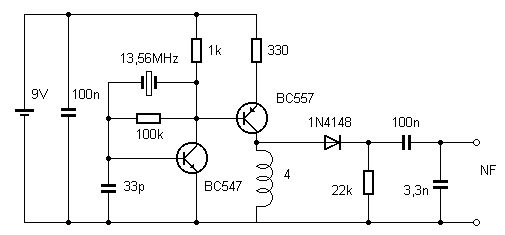 13,56MHz
1k
330
9V
100n
BC557
1N4148
100n
100k
33p
BC547
4
22k
3,3n
NF